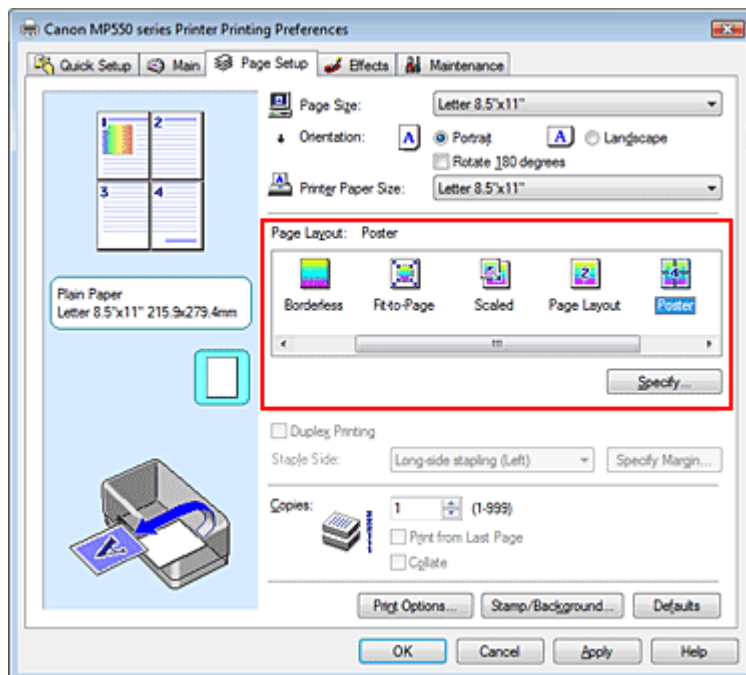 Canon MP550 series Printer Printing Preferences
Quick Setup Main Page Setup Effects Maintenance
1 2
3 4
Plain Paper
Letter 8.5"x11" 215.9x279.4mm
Page Size: Letter 8.5"x11"
Orientation: A Portrait A Landscape
Rotate 180 degrees
Printer Paper Size: Letter 8.5"x11"
Page Layout: Poster
Borderless Fit-to-Page Scaled Page Layout Poster
Specify...
Duplex Printing
Staple Side: Long-side stapling (Left) Specify Margin...
Copies: 1 (1-999)
Print from Last Page
Collate
Print Options... Stamp/Background... Defaults
OK Cancel Apply Help